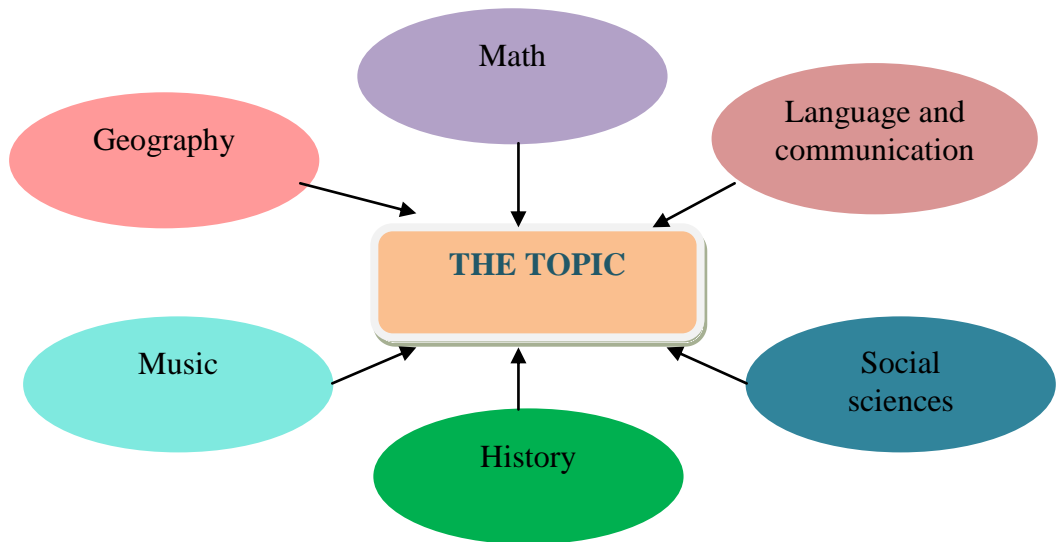 Math
Geography
Language and
communication
THE TOPIC
Music
Social
sciences
History